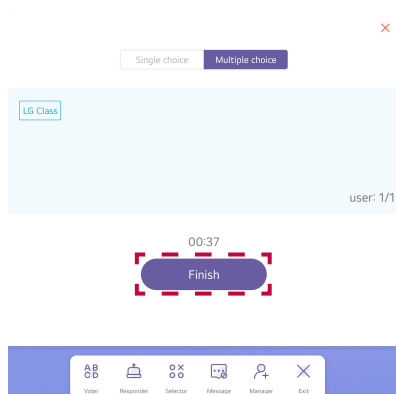 Single choice Multiple choice
LG Class
user: 1/1
00:37
Finish
A B
C D
Voter Responder Selector Message Manager Exit